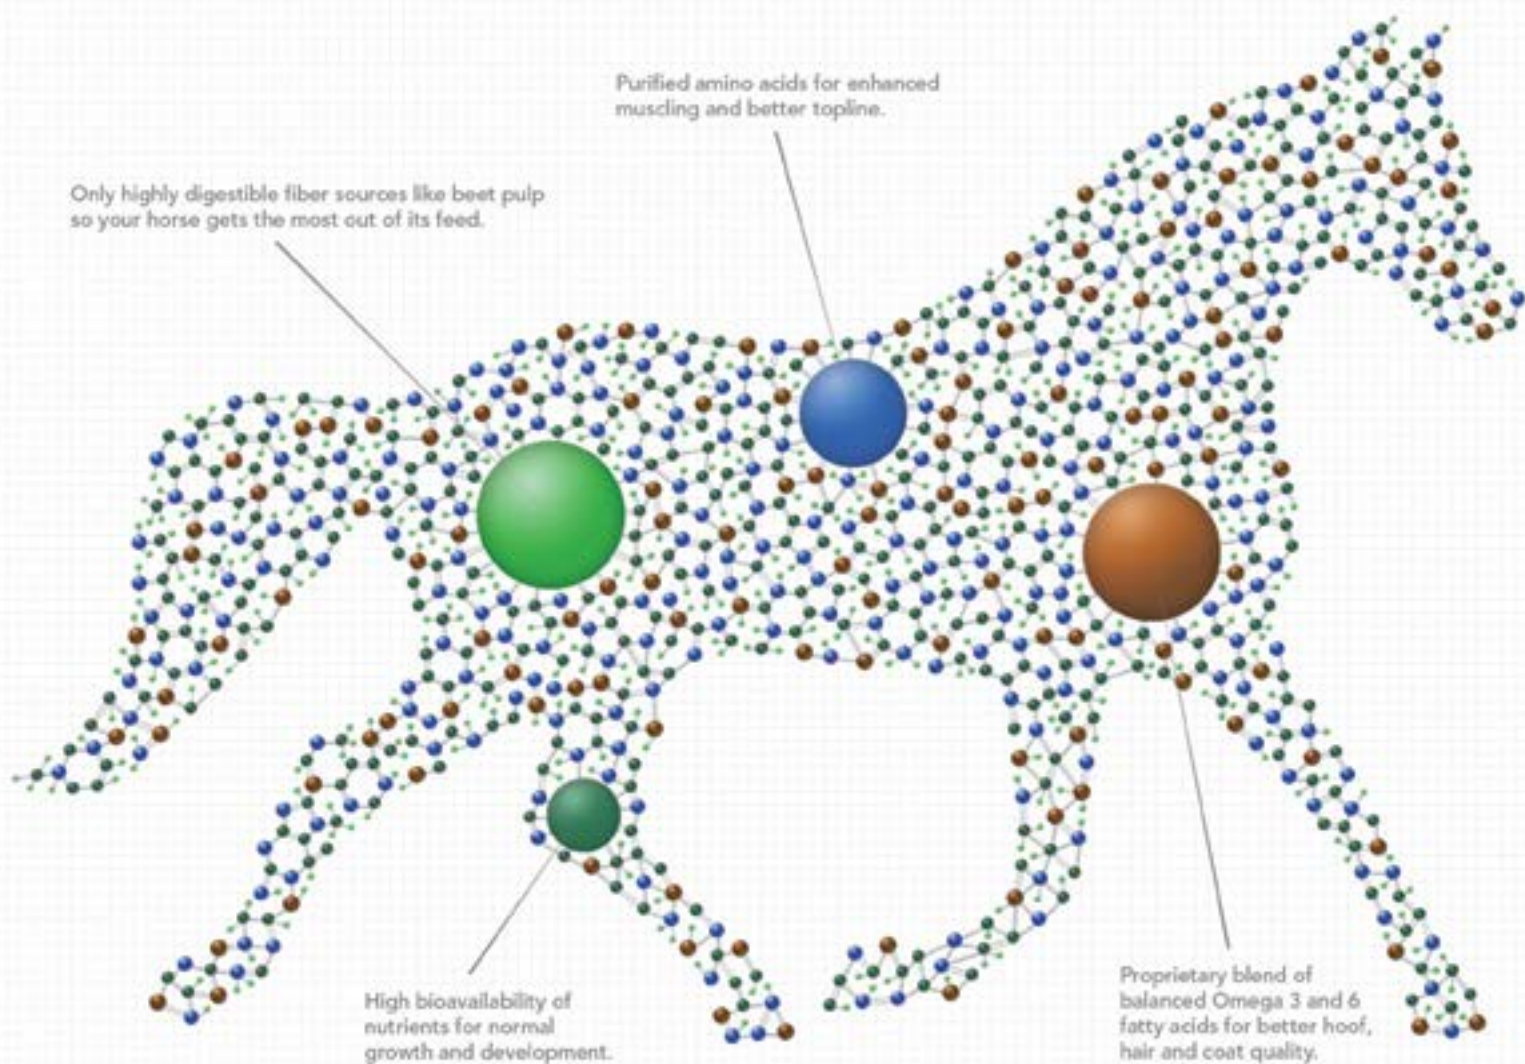 Purified amino acids for enhanced
muscling and better topline.
Only highly digestible fiber sources like beet pulp
so your horse gets the most out of its feed.
High bioavailability of
nutrients for normal
growth and development.
Proprietary blend of
balanced Omega 3 and 6
fatty acids for better hoof,
hair and coat quality.